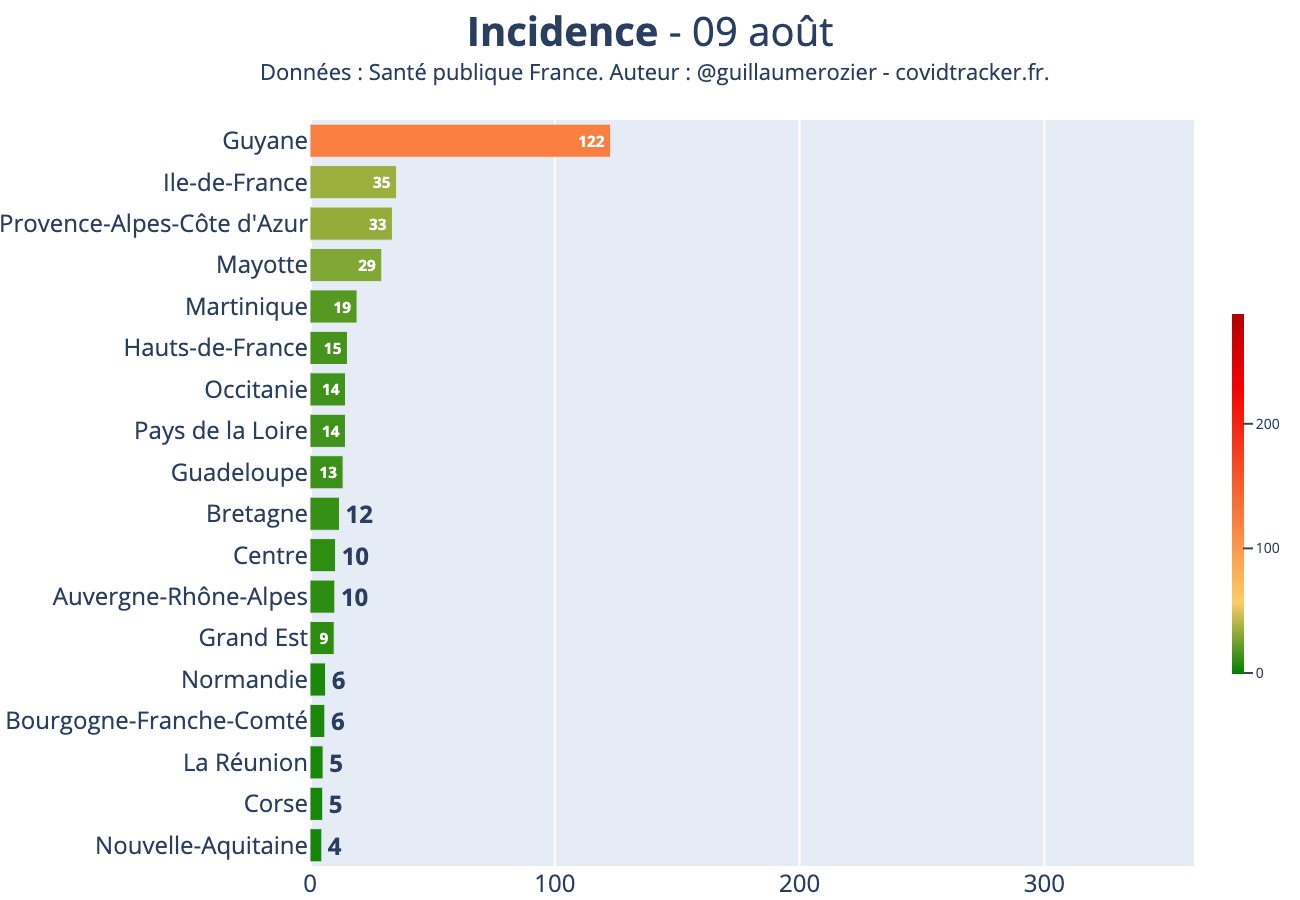 Incidence - 09 août
Données : Santé publique France. Auteur : @guillaumerozier - covidtracker.fr.
Guyane 122
Ile-de-France 35
Provence-Alpes-Côte d'Azur 33
Mayotte 29
Martinique 19
Hauts-de-France 15
Occitanie 14
Pays de la Loire 14
Guadeloupe 13
Bretagne 12
Centre 10
Auvergne-Rhône-Alpes 10
Grand Est 9
Normandie 6
Bourgogne-Franche-Comté 6
La Réunion 5
Corse 5
Nouvelle-Aquitaine 4
0 100 200 300
200
100
0